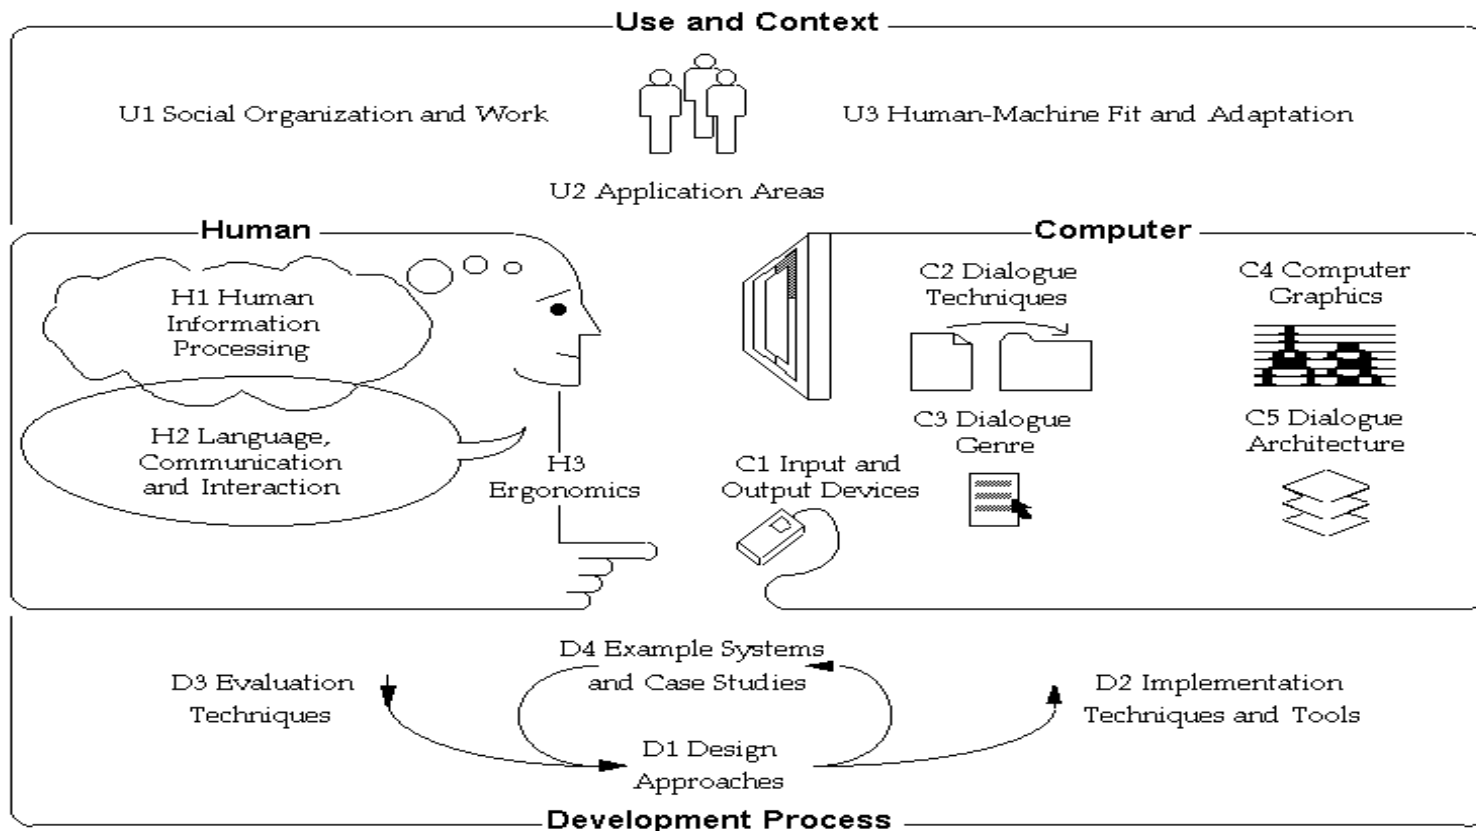 Use and Context
U1 Social Organization and Work
U3 Human-Machine Fit and Adaptation
U2 Application Areas
Human
H1 Human
Information
Processing
H2 Language,
Communication
and Interaction
H3
Ergonomics
Computer
C1 Input and
Output Devices
C2 Dialogue
Techniques
C4 Computer
Graphics
C3 Dialogue
Genre
C5 Dialogue
Architecture
D3 Evaluation
Techniques
D4 Example Systems
and Case Studies
D1 Design
Approaches
D2 Implementation
Techniques and Tools
Development Process